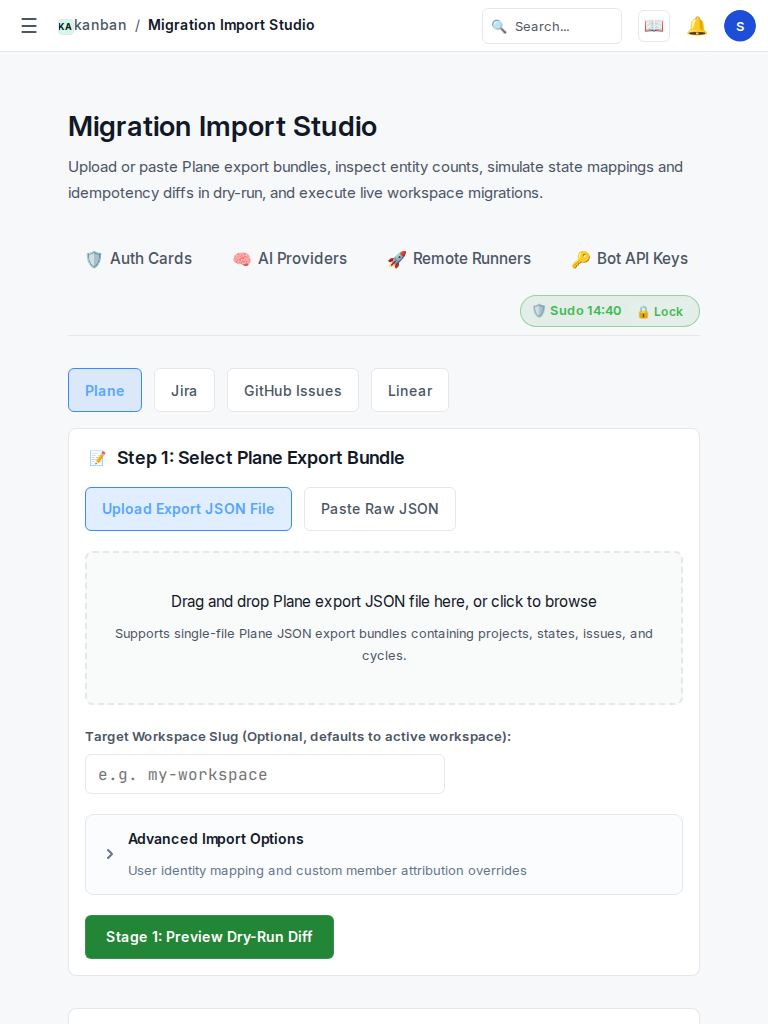 ☰ KA kanban / Migration Import Studio
Search...
S
Migration Import Studio
Upload or paste Plane export bundles, inspect entity counts, simulate state mappings and
idempotency diffs in dry-run, and execute live workspace migrations.
Auth Cards
AI Providers
Remote Runners
Bot API Keys
Sudo 14:40
Lock
Plane
Jira
GitHub Issues
Linear
Step 1: Select Plane Export Bundle
Upload Export JSON File
Paste Raw JSON
Drag and drop Plane export JSON file here, or click to browse
Supports single-file Plane JSON export bundles containing projects, states, issues, and
cycles.
Target Workspace Slug (Optional, defaults to active workspace):
e.g. my-workspace
Advanced Import Options
User identity mapping and custom member attribution overrides
Stage 1: Preview Dry-Run Diff